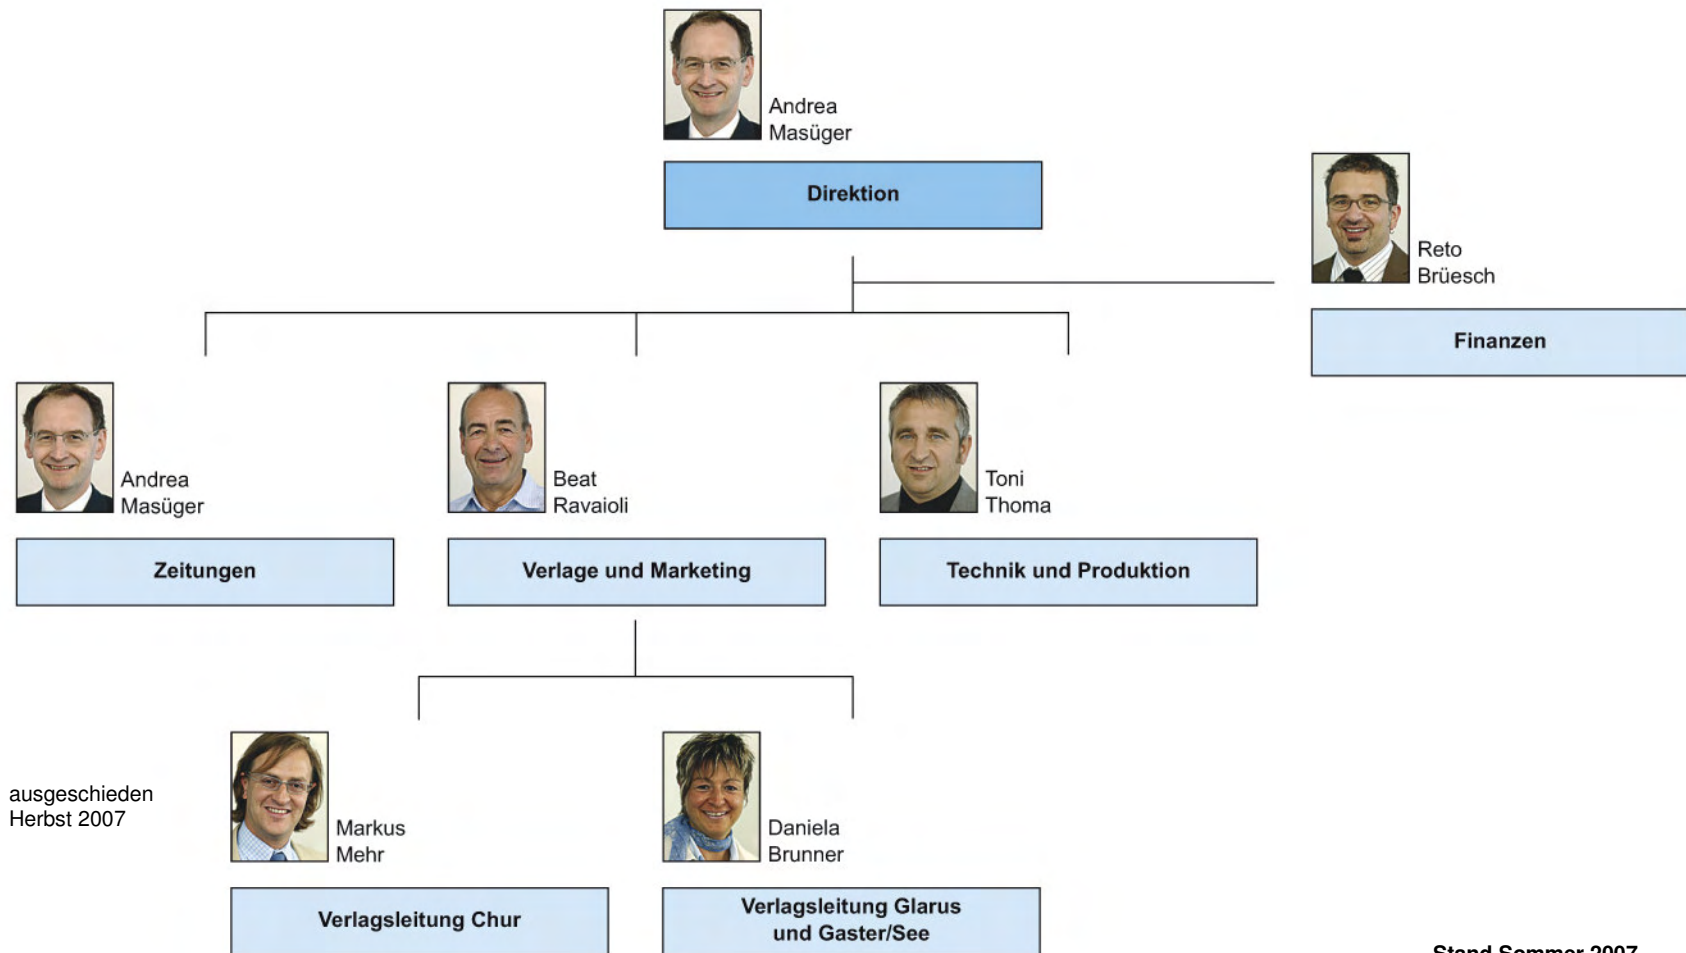 Andrea
Masüger
Direktion
Reto
Brüesch
Finanzen
Andrea
Masüger
Zeitungen
Beat
Ravaioli
Verlage und Marketing
Toni
Thoma
Technik und Produktion
ausgeschieden
Herbst 2007
Markus
Mehr
Verlagsleitung Chur
Daniela
Brunner
Verlagsleitung Glarus
und Gaster/See
Stand Sommer 2007